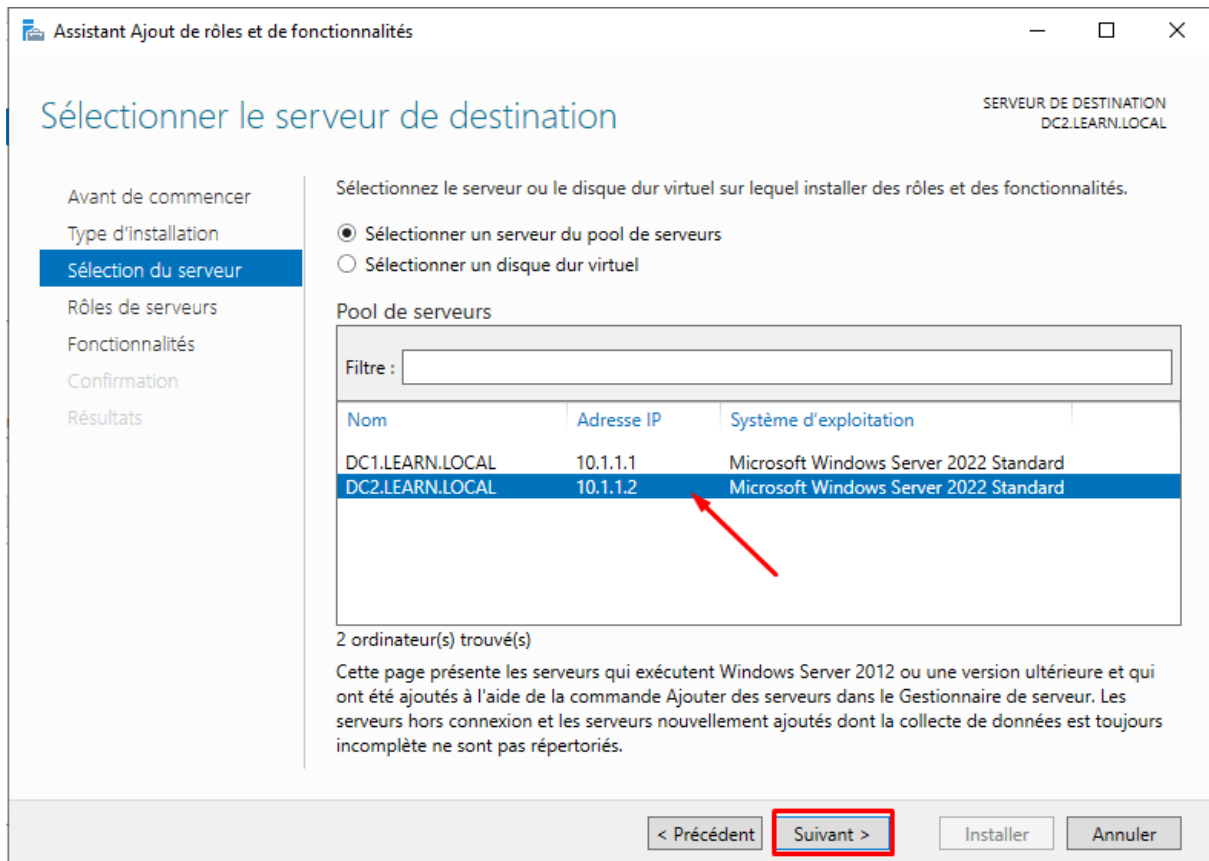 Assistant Ajout de rôles et de fonctionnalités
Sélectionner le serveur de destination
SERVEUR DE DESTINATION
DC2.LEARN.LOCAL
Avant de commencer
Type d'installation
Sélection du serveur
Rôles de serveurs
Fonctionnalités
Confirmation
Résultats
Sélectionnez le serveur ou le disque dur virtuel sur lequel installer des rôles et des fonctionnalités.
Sélectionner un serveur du pool de serveurs
Sélectionner un disque dur virtuel
Pool de serveurs
Filtre :
Nom Adresse IP Système d'exploitation
DC1.LEARN.LOCAL 10.1.1.1 Microsoft Windows Server 2022 Standard
DC2.LEARN.LOCAL 10.1.1.2 Microsoft Windows Server 2022 Standard
2 ordinateur(s) trouvé(s)
Cette page présente les serveurs qui exécutent Windows Server 2012 ou une version ultérieure et qui
ont été ajoutés à l'aide de la commande Ajouter des serveurs dans le Gestionnaire de serveur. Les
serveurs hors connexion et les serveurs nouvellement ajoutés dont la collecte de données est toujours
incomplète ne sont pas répertoriés.
< Précédent Suivant > Installer Annuler